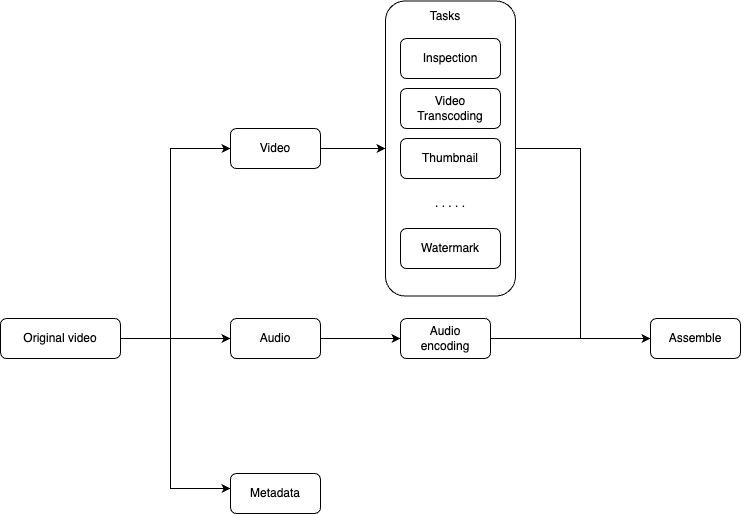 Tasks
Inspection
Video
Transcoding
Video
Thumbnail
. . . . .
Watermark
Original video
Audio
Audio
encoding
Assemble
Metadata